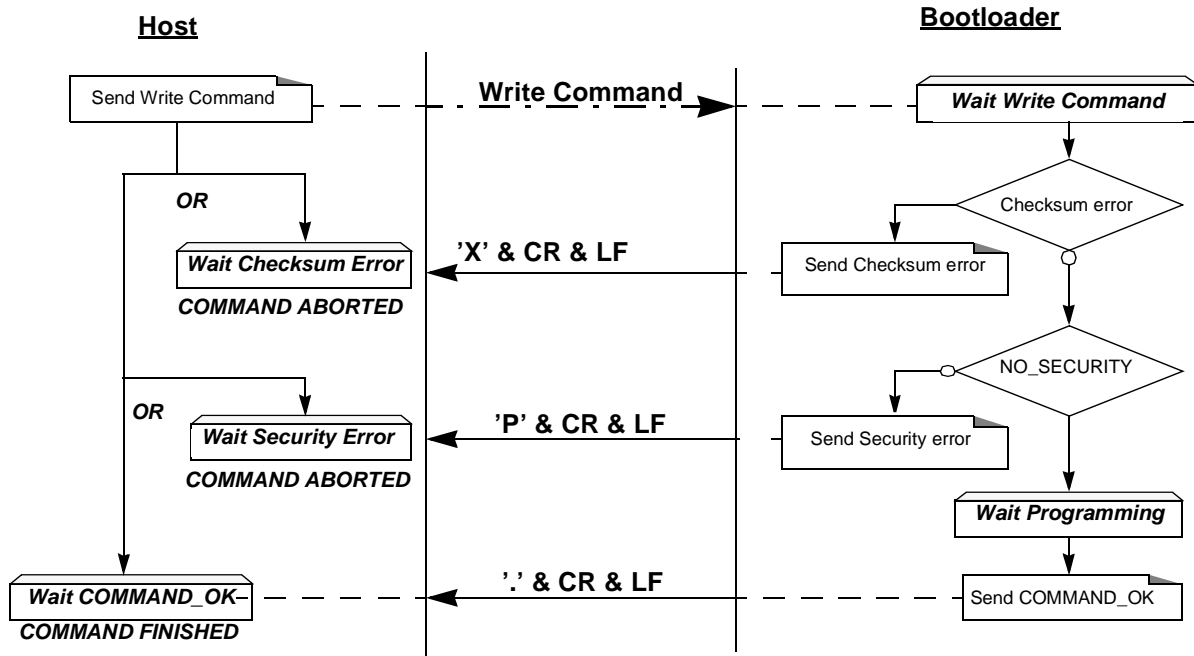 Host
Bootloader
Send Write Command
Write Command
Wait Write Command
OR
Checksum error
Wait Checksum Error
'X' & CR & LF
Send Checksum error
COMMAND ABORTED
NO_SECURITY
OR
Wait Security Error
'P' & CR & LF
Send Security error
COMMAND ABORTED
Wait Programming
Wait COMMAND_OK
'.' & CR & LF
Send COMMAND_OK
COMMAND FINISHED